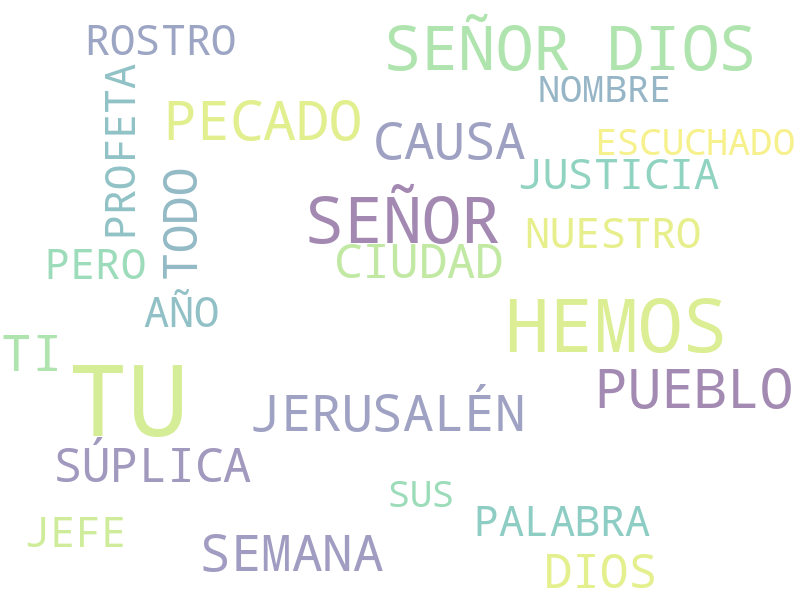 ROSTRO
SEÑOR DIOS
NOMBRE
PROFETA
PECADO
CAUSA
ESCUCHADO
JUSTICIA
TODO
SEÑOR
NUESTRO
PERO
CIUDAD
AÑO
HEMOS
TI
TU
PUEBLO
JERUSALÉN
SÚPLICA
SUS
PALABRA
JEFE
SEMANA
DIOS